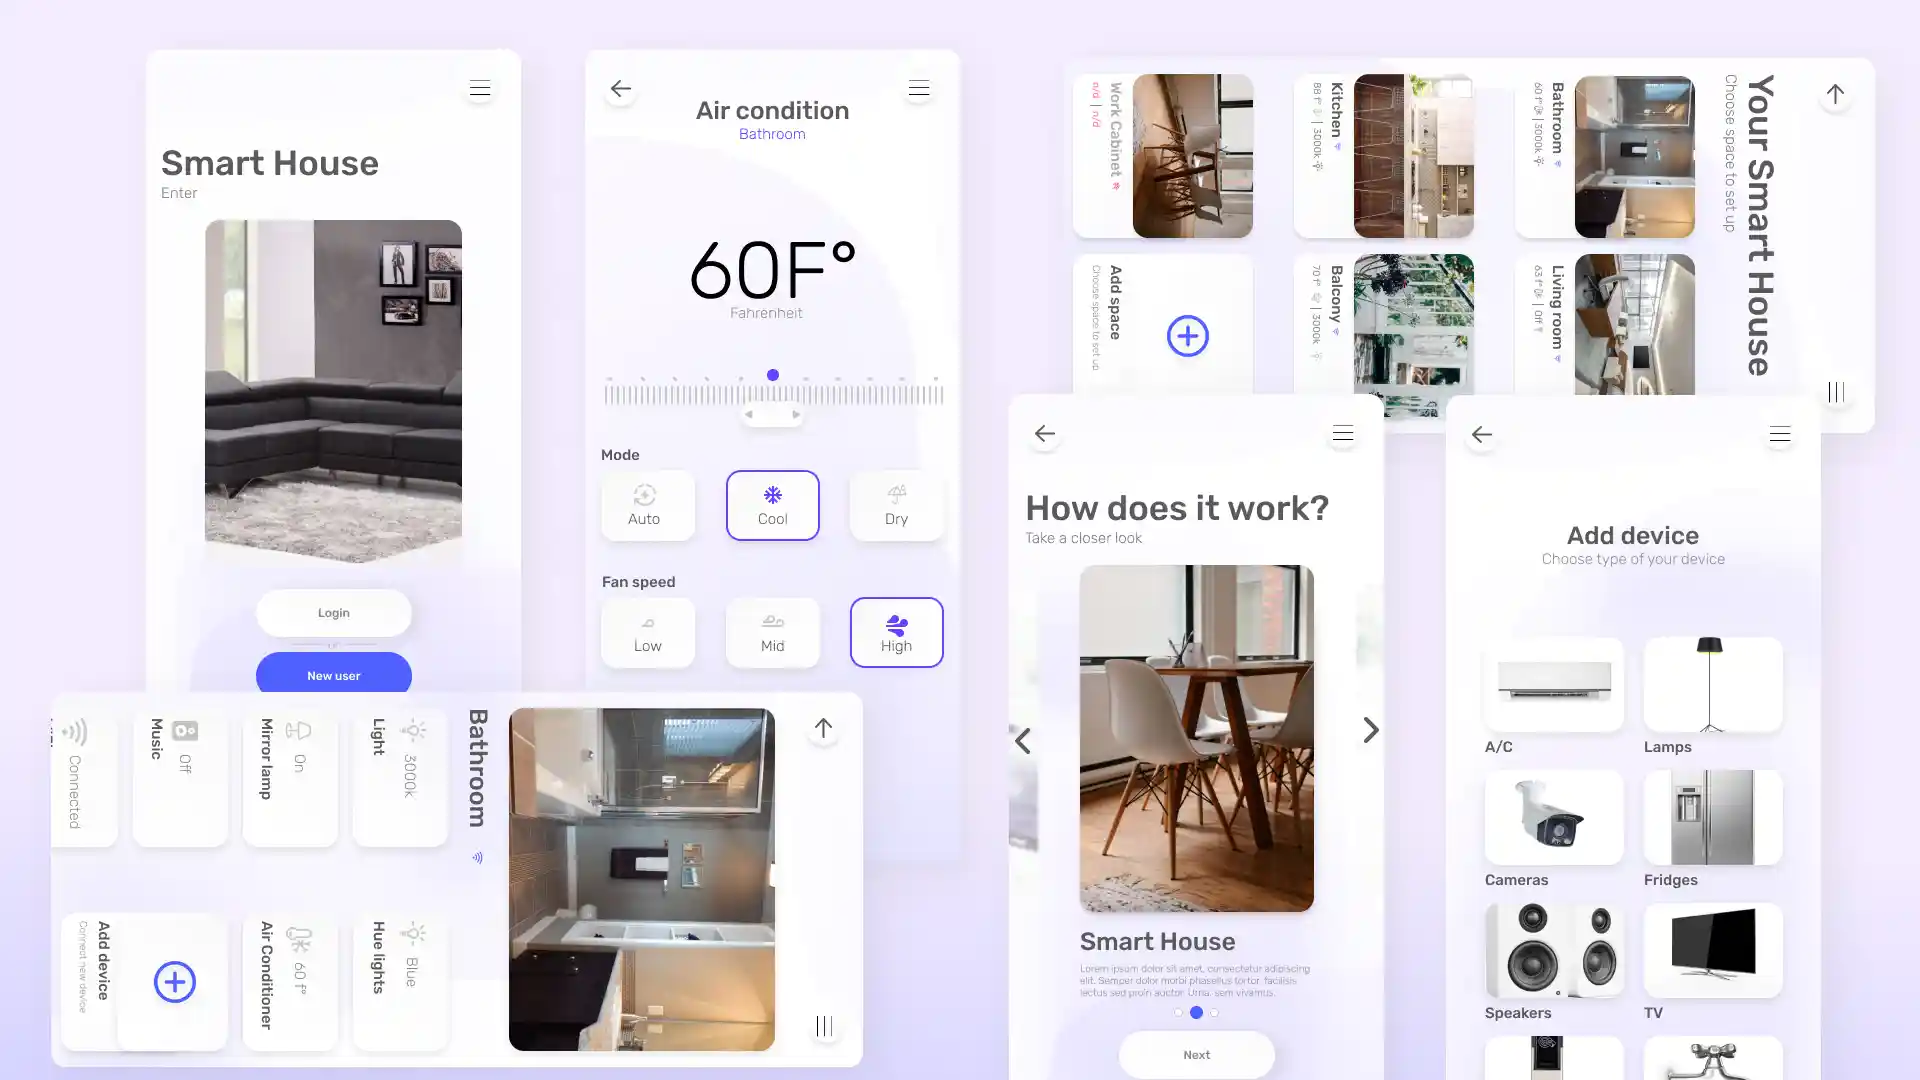 Smart House
Enter
Login
New user
Air condition
Bathroom
60F°
Fahrenheit
Mode
Auto
Cool
Dry
Fan speed
Low
Mid
High
Your Smart House
Choose space to set up
Bathroom
60 f° | 3000k
Living room
63 f° | Off
Kitchen
88 f° | 3000k
Balcony
70 f° | 3000k
Work Cabinet
n/d | n/d
Add space
Choose space to set up
Bathroom
Light
3000k
Mirror lamp
On
Music
Off
Connected
Hue lights
Blue
Air Conditioner
60 f°
Add device
Connect new device
How does it work?
Take a closer look
Smart House
Lorem ipsum dolor sit amet, consectetur adipiscing
elit. Semper dolor morbi phasellus tortor facilisis
lectus sed proin auctor. Urna, sem vivamus.
Next
Add device
Choose type of your device
A/C
Lamps
Cameras
Fridges
Speakers
TV